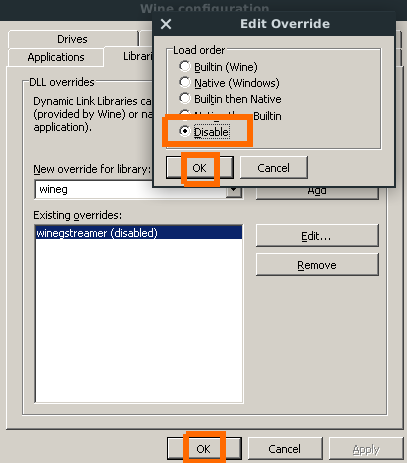 Wine configuration
Edit Override
Drives
Applications
Librari
Load order
Builtin (Wine)
Native (Windows)
Builtin then Native
Native then Builtin
Disable
OK
Cancel
DLL overrides
Dynamic Link Libraries ca
(provided by Wine) or na
application).
New override for library:
wineg
Add
Existing overrides:
winegstreamer (disabled)
Edit...
Remove
OK
Cancel
Apply